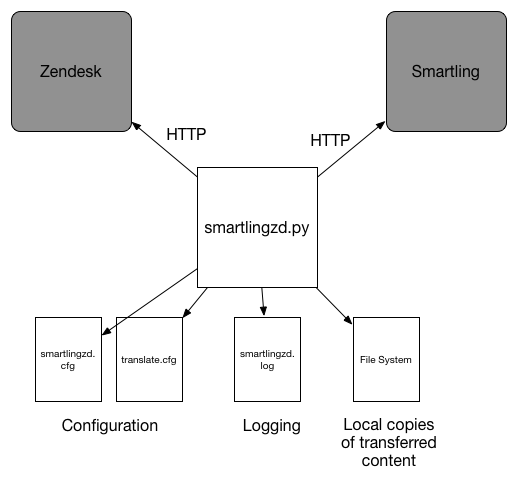 Zendesk
Smartling
HTTP
HTTP
smartlingzd.py
smartlingzd.
cfg
translate.cfg
smartlingzd.
log
File System
Configuration
Logging
Local copies
of transferred
content